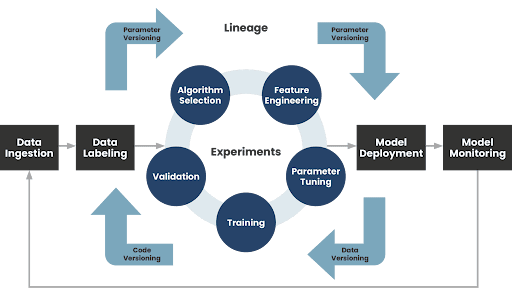 Parameter
Versioning
Lineage
Parameter
Versioning
Algorithm
Selection
Feature
Engineering
Data
Ingestion
Data
Labeling
Experiments
Model
Deployment
Model
Monitoring
Validation
Parameter
Tuning
Training
Code
Versioning
Data
Versioning